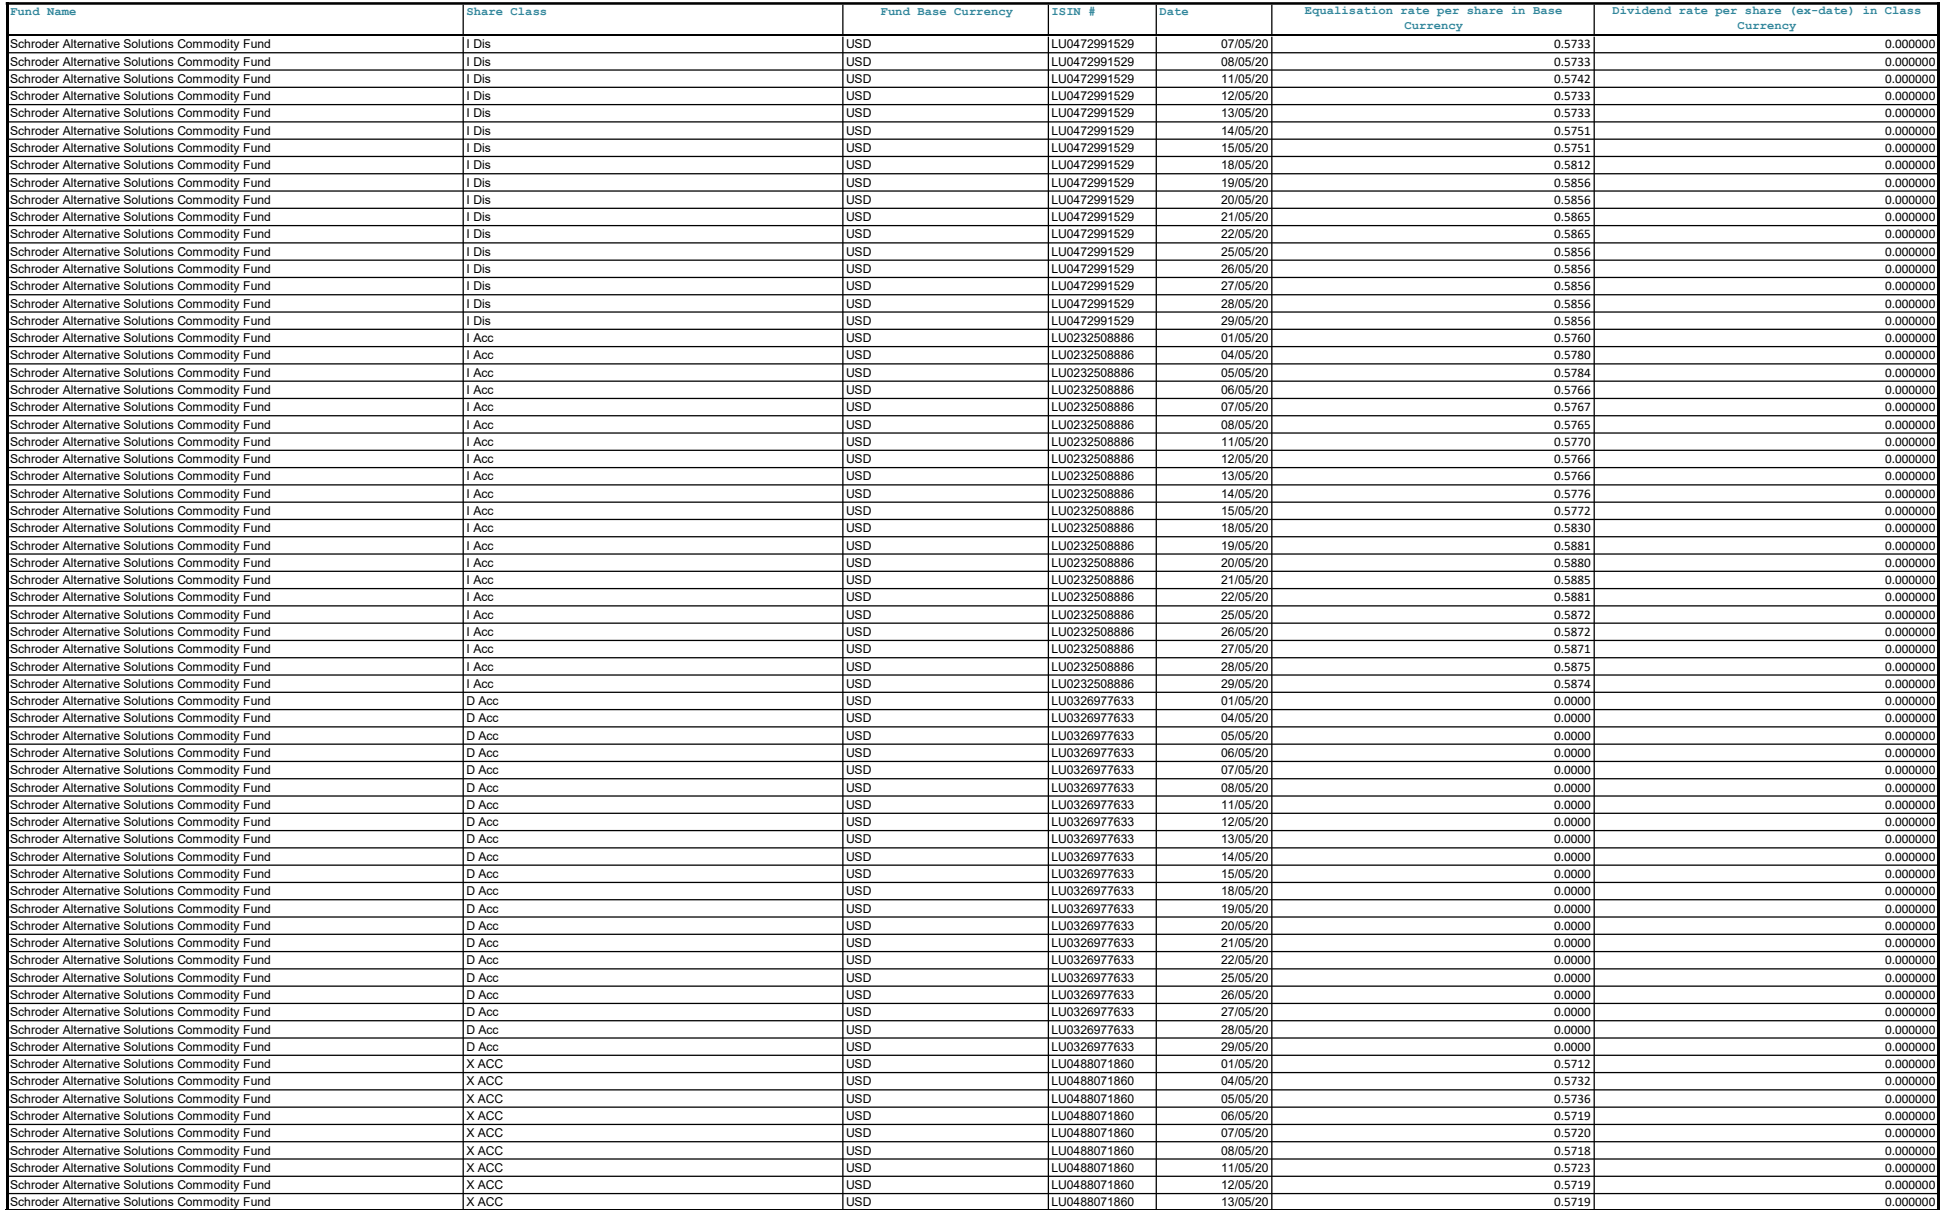 Fund Name Share Class Fund Base Currency ISIN # Date Equalisation rate per share in Base Currency Dividend rate per share (ex-date) in Class Currency
Schroder Alternative Solutions Commodity Fund I Dis USD LU0472991529 07/05/20 0.5733 0.000000
Schroder Alternative Solutions Commodity Fund I Dis USD LU0472991529 08/05/20 0.5733 0.000000
Schroder Alternative Solutions Commodity Fund I Dis USD LU0472991529 11/05/20 0.5742 0.000000
Schroder Alternative Solutions Commodity Fund I Dis USD LU0472991529 12/05/20 0.5733 0.000000
Schroder Alternative Solutions Commodity Fund I Dis USD LU0472991529 13/05/20 0.5733 0.000000
Schroder Alternative Solutions Commodity Fund I Dis USD LU0472991529 14/05/20 0.5751 0.000000
Schroder Alternative Solutions Commodity Fund I Dis USD LU0472991529 15/05/20 0.5751 0.000000
Schroder Alternative Solutions Commodity Fund I Dis USD LU0472991529 18/05/20 0.5812 0.000000
Schroder Alternative Solutions Commodity Fund I Dis USD LU0472991529 19/05/20 0.5856 0.000000
Schroder Alternative Solutions Commodity Fund I Dis USD LU0472991529 20/05/20 0.5856 0.000000
Schroder Alternative Solutions Commodity Fund I Dis USD LU0472991529 21/05/20 0.5865 0.000000
Schroder Alternative Solutions Commodity Fund I Dis USD LU0472991529 22/05/20 0.5865 0.000000
Schroder Alternative Solutions Commodity Fund I Dis USD LU0472991529 25/05/20 0.5856 0.000000
Schroder Alternative Solutions Commodity Fund I Dis USD LU0472991529 26/05/20 0.5856 0.000000
Schroder Alternative Solutions Commodity Fund I Dis USD LU0472991529 27/05/20 0.5856 0.000000
Schroder Alternative Solutions Commodity Fund I Dis USD LU0472991529 28/05/20 0.5856 0.000000
Schroder Alternative Solutions Commodity Fund I Dis USD LU0472991529 29/05/20 0.5856 0.000000
Schroder Alternative Solutions Commodity Fund I Acc USD LU0232508886 01/05/20 0.5760 0.000000
Schroder Alternative Solutions Commodity Fund I Acc USD LU0232508886 04/05/20 0.5780 0.000000
Schroder Alternative Solutions Commodity Fund I Acc USD LU0232508886 05/05/20 0.5784 0.000000
Schroder Alternative Solutions Commodity Fund I Acc USD LU0232508886 06/05/20 0.5766 0.000000
Schroder Alternative Solutions Commodity Fund I Acc USD LU0232508886 07/05/20 0.5767 0.000000
Schroder Alternative Solutions Commodity Fund I Acc USD LU0232508886 08/05/20 0.5765 0.000000
Schroder Alternative Solutions Commodity Fund I Acc USD LU0232508886 11/05/20 0.5770 0.000000
Schroder Alternative Solutions Commodity Fund I Acc USD LU0232508886 12/05/20 0.5766 0.000000
Schroder Alternative Solutions Commodity Fund I Acc USD LU0232508886 13/05/20 0.5766 0.000000
Schroder Alternative Solutions Commodity Fund I Acc USD LU0232508886 14/05/20 0.5776 0.000000
Schroder Alternative Solutions Commodity Fund I Acc USD LU0232508886 15/05/20 0.5772 0.000000
Schroder Alternative Solutions Commodity Fund I Acc USD LU0232508886 18/05/20 0.5830 0.000000
Schroder Alternative Solutions Commodity Fund I Acc USD LU0232508886 19/05/20 0.5881 0.000000
Schroder Alternative Solutions Commodity Fund I Acc USD LU0232508886 20/05/20 0.5880 0.000000
Schroder Alternative Solutions Commodity Fund I Acc USD LU0232508886 21/05/20 0.5885 0.000000
Schroder Alternative Solutions Commodity Fund I Acc USD LU0232508886 22/05/20 0.5881 0.000000
Schroder Alternative Solutions Commodity Fund I Acc USD LU0232508886 25/05/20 0.5872 0.000000
Schroder Alternative Solutions Commodity Fund I Acc USD LU0232508886 26/05/20 0.5872 0.000000
Schroder Alternative Solutions Commodity Fund I Acc USD LU0232508886 27/05/20 0.5871 0.000000
Schroder Alternative Solutions Commodity Fund I Acc USD LU0232508886 28/05/20 0.5875 0.000000
Schroder Alternative Solutions Commodity Fund I Acc USD LU0232508886 29/05/20 0.5874 0.000000
Schroder Alternative Solutions Commodity Fund D Acc USD LU0326977633 01/05/20 0.0000 0.000000
Schroder Alternative Solutions Commodity Fund D Acc USD LU0326977633 04/05/20 0.0000 0.000000
Schroder Alternative Solutions Commodity Fund D Acc USD LU0326977633 05/05/20 0.0000 0.000000
Schroder Alternative Solutions Commodity Fund D Acc USD LU0326977633 06/05/20 0.0000 0.000000
Schroder Alternative Solutions Commodity Fund D Acc USD LU0326977633 07/05/20 0.0000 0.000000
Schroder Alternative Solutions Commodity Fund D Acc USD LU0326977633 08/05/20 0.0000 0.000000
Schroder Alternative Solutions Commodity Fund D Acc USD LU0326977633 11/05/20 0.0000 0.000000
Schroder Alternative Solutions Commodity Fund D Acc USD LU0326977633 12/05/20 0.0000 0.000000
Schroder Alternative Solutions Commodity Fund D Acc USD LU0326977633 13/05/20 0.0000 0.000000
Schroder Alternative Solutions Commodity Fund D Acc USD LU0326977633 14/05/20 0.0000 0.000000
Schroder Alternative Solutions Commodity Fund D Acc USD LU0326977633 15/05/20 0.0000 0.000000
Schroder Alternative Solutions Commodity Fund D Acc USD LU0326977633 18/05/20 0.0000 0.000000
Schroder Alternative Solutions Commodity Fund D Acc USD LU0326977633 19/05/20 0.0000 0.000000
Schroder Alternative Solutions Commodity Fund D Acc USD LU0326977633 20/05/20 0.0000 0.000000
Schroder Alternative Solutions Commodity Fund D Acc USD LU0326977633 21/05/20 0.0000 0.000000
Schroder Alternative Solutions Commodity Fund D Acc USD LU0326977633 22/05/20 0.0000 0.000000
Schroder Alternative Solutions Commodity Fund D Acc USD LU0326977633 25/05/20 0.0000 0.000000
Schroder Alternative Solutions Commodity Fund D Acc USD LU0326977633 26/05/20 0.0000 0.000000
Schroder Alternative Solutions Commodity Fund D Acc USD LU0326977633 27/05/20 0.0000 0.000000
Schroder Alternative Solutions Commodity Fund D Acc USD LU0326977633 28/05/20 0.0000 0.000000
Schroder Alternative Solutions Commodity Fund D Acc USD LU0326977633 29/05/20 0.0000 0.000000
Schroder Alternative Solutions Commodity Fund X ACC USD LU0488071860 01/05/20 0.5712 0.000000
Schroder Alternative Solutions Commodity Fund X ACC USD LU0488071860 04/05/20 0.5732 0.000000
Schroder Alternative Solutions Commodity Fund X ACC USD LU0488071860 05/05/20 0.5736 0.000000
Schroder Alternative Solutions Commodity Fund X ACC USD LU0488071860 06/05/20 0.5719 0.000000
Schroder Alternative Solutions Commodity Fund X ACC USD LU0488071860 07/05/20 0.5720 0.000000
Schroder Alternative Solutions Commodity Fund X ACC USD LU0488071860 08/05/20 0.5718 0.000000
Schroder Alternative Solutions Commodity Fund X ACC USD LU0488071860 11/05/20 0.5723 0.000000
Schroder Alternative Solutions Commodity Fund X ACC USD LU0488071860 12/05/20 0.5719 0.000000
Schroder Alternative Solutions Commodity Fund X ACC USD LU0488071860 13/05/20 0.5719 0.000000